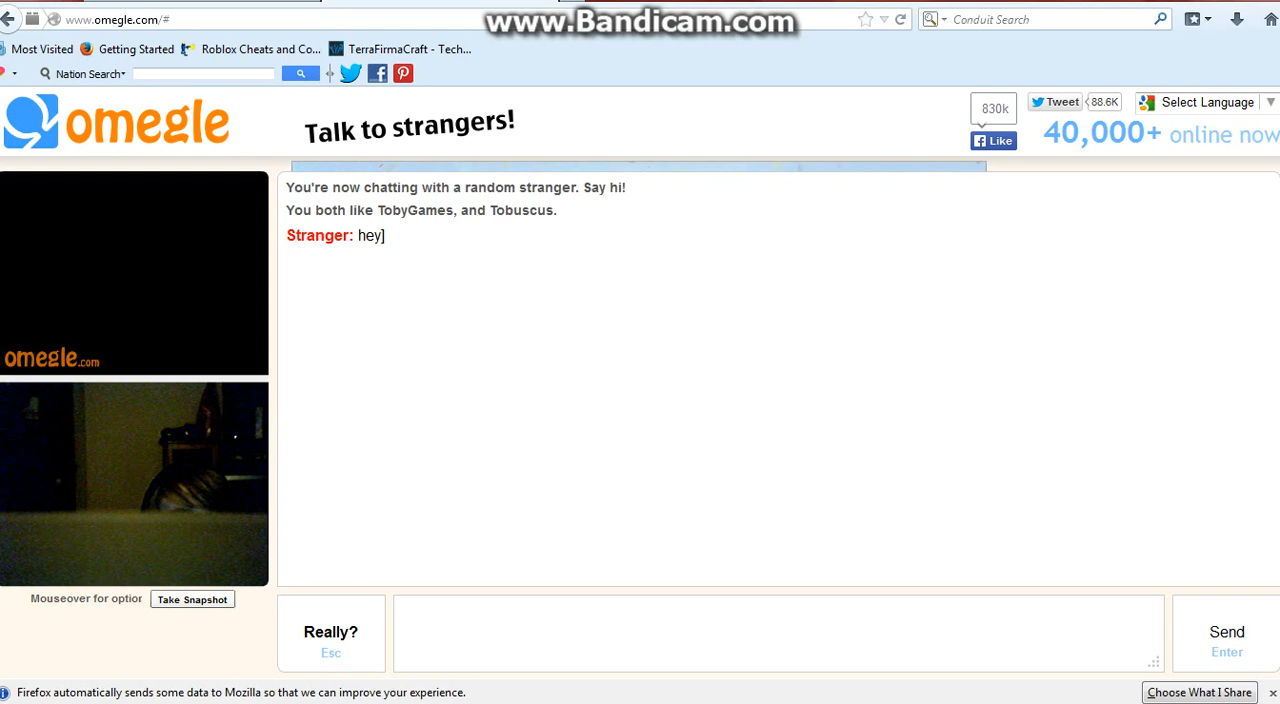 www.Bandicam.com
www.omegle.com/#
Conduit Search
Most Visited Getting Started Roblox Cheats and Co... TerraFirmaCraft - Tech...
Nation Search
omegle Talk to strangers!
830k
Like
Tweet 88.6K
Select Language
40,000+ online now
You're now chatting with a random stranger. Say hi!
You both like TobyGames, and Tobuscus.
Stranger: hey]
omegle.com
Mouseover for option Take Snapshot
Really?
Esc
Send
Enter
Firefox automatically sends some data to Mozilla so that we can improve your experience. Choose What I Share